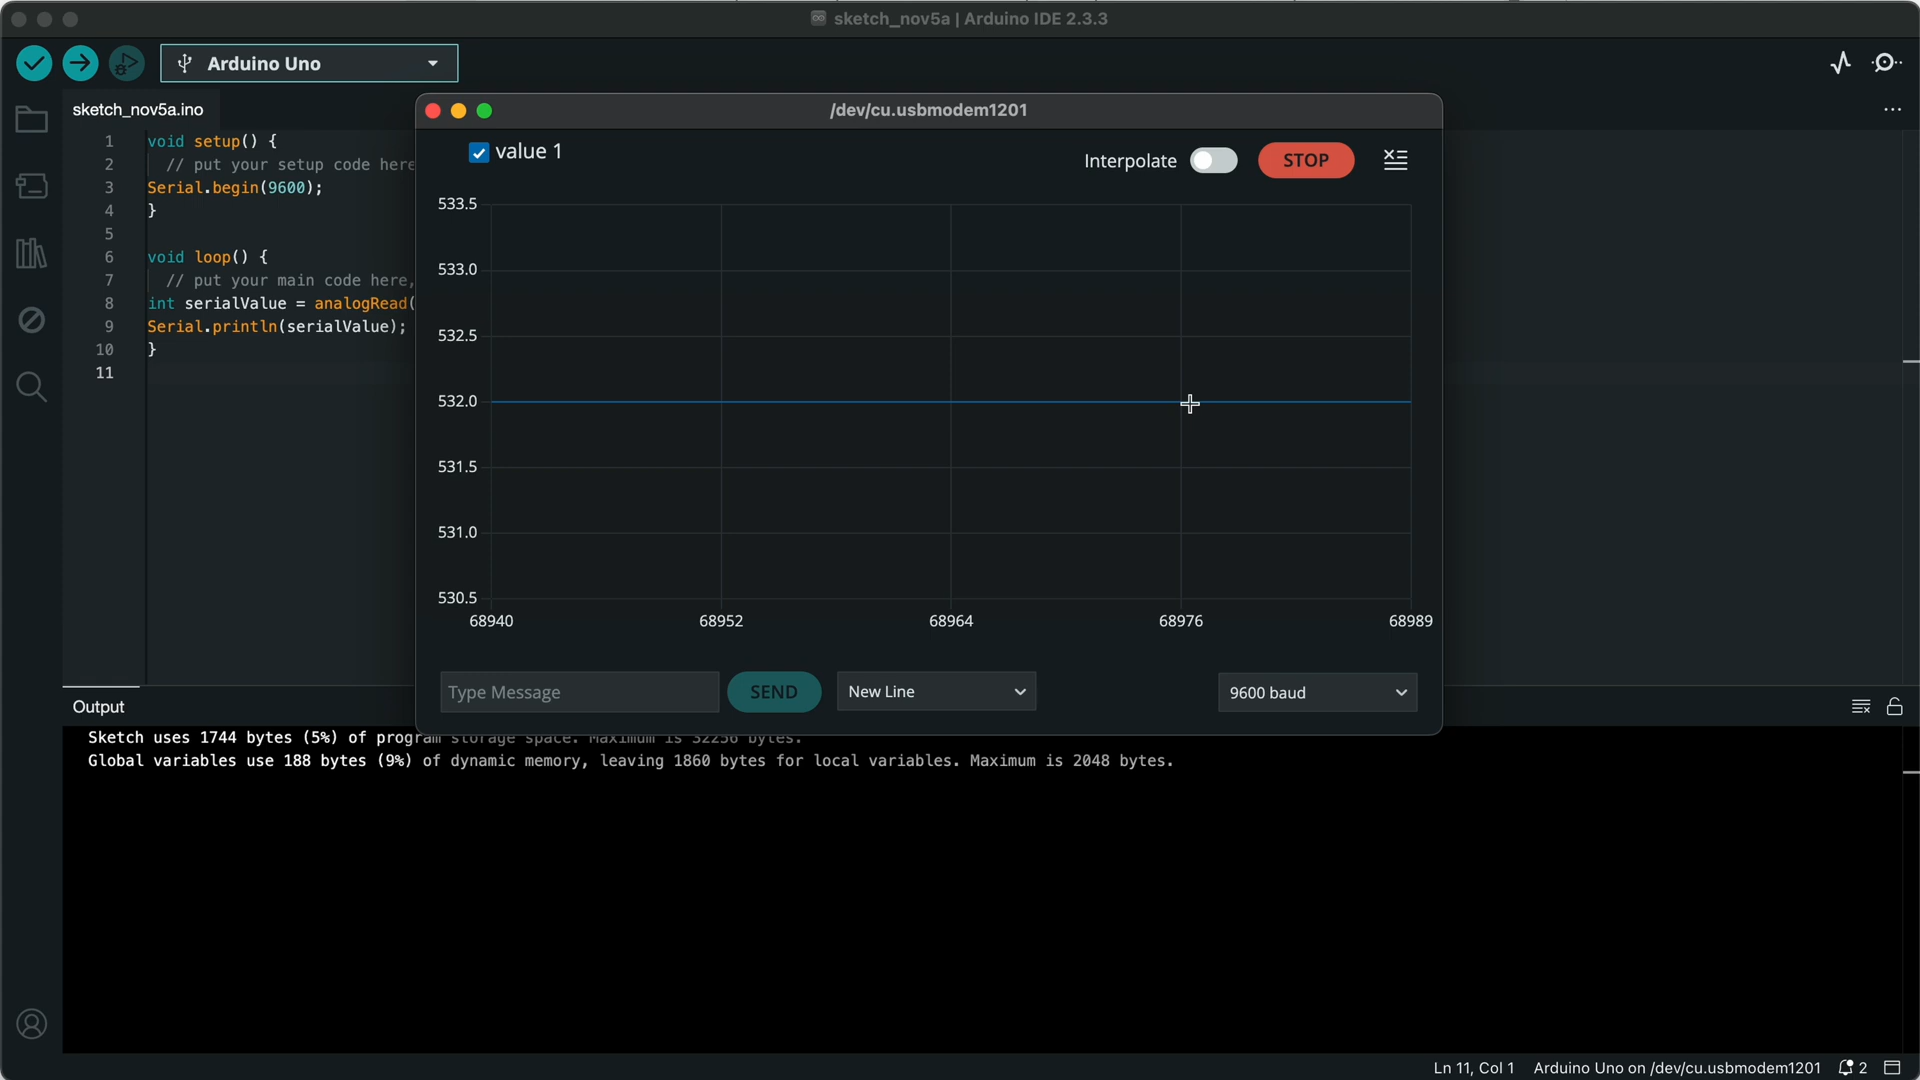 sketch_nov5a | Arduino IDE 2.3.3
Arduino Uno
sketch_nov5a.ino
/dev/cu.usbmodem1201
1 void setup() {
2 // put your setup code here
3 Serial.begin(9600);
4 }
5
6 void loop() {
7 // put your main code here,
8 int serialValue = analogRead(
9 Serial.println(serialValue);
10 }
11
value 1
Interpolate
STOP
533.5
533.0
532.5
532.0
531.5
531.0
530.5
68940 68952 68964 68976 68989
Type Message
SEND
New Line
9600 baud
Output
Sketch uses 1744 bytes (5%) of program storage space. Maximum is 32256 bytes.
Global variables use 188 bytes (9%) of dynamic memory, leaving 1860 bytes for local variables. Maximum is 2048 bytes.
Ln 11, Col 1 Arduino Uno on /dev/cu.usbmodem1201 2